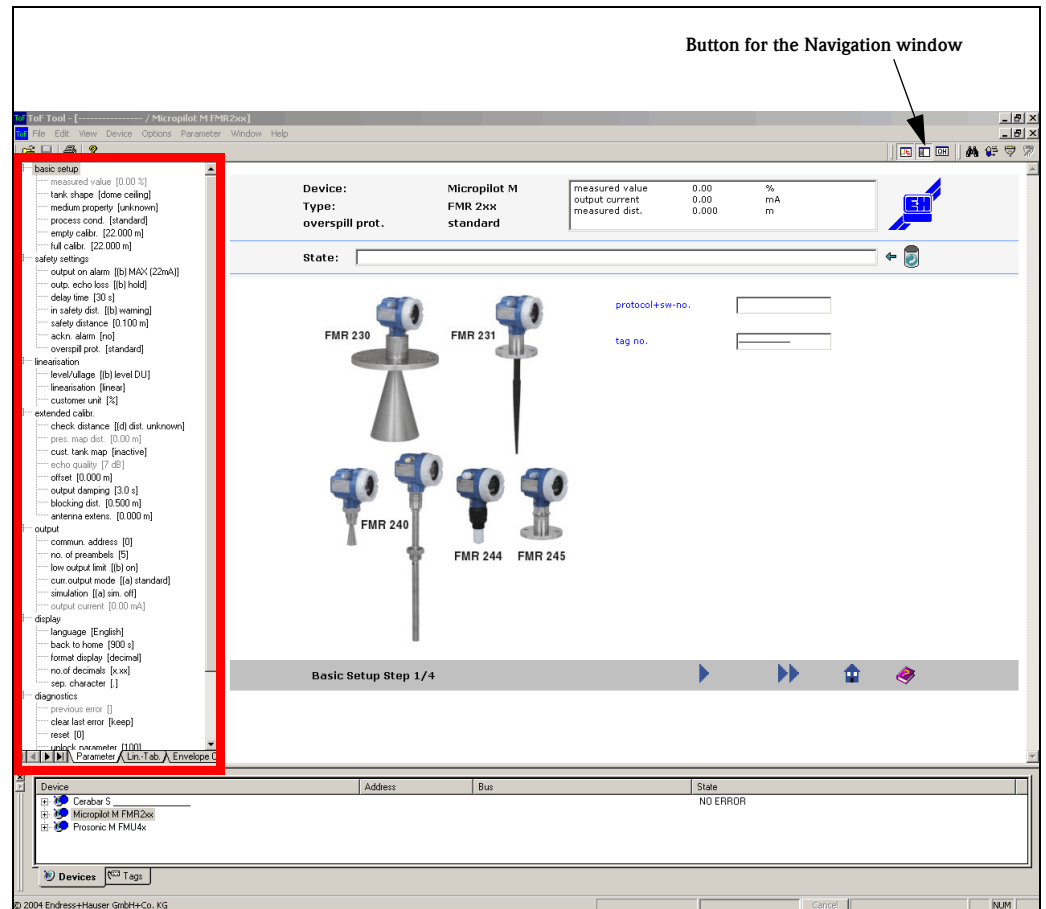 Button for the Navigation window
ToF Tool - [---------------- / Micropilot M FMR2xx]
File Edit View Device Options Parameter Window Help
basic setup
measured value [0.00 %]
tank shape [dome ceiling]
medium property [unknown]
process cond. [standard]
empty calibr. [22.000 m]
full calibr. [22.000 m]
safety settings
output on alarm [(b) MAX (22mA)]
outp. echo loss [(b) hold]
delay time [30 s]
in safety dist. [(b) warning]
safety distance [0.100 m]
ackn. alarm [no]
overspill prot. [standard]
linearisation
level/ullage [(b) level DU]
linearisation [linear]
customer unit [%]
extended calibr.
check distance [(d) dist. unknown]
pres. map dist. [0.00 m]
cust. tank map [inactive]
echo quality [7 dB]
offset [0.000 m]
output damping [3.0 s]
blocking dist. [0.500 m]
antenna extens. [0.000 m]
output
commun. address [0]
no. of preambels [5]
low output limit [(b) on]
curr.output mode [(a) standard]
simulation [(a) sim. off]
output current [0.00 mA]
display
language [English]
back to home [900 s]
format display [decimal]
no.of decimals [x.xx]
sep. character [.]
diagnostics
previous error []
clear last error [keep]
reset [0]
unlock parameter [100]
Parameter Lin.-Tab. Envelope C
Device: Micropilot M
Type: FMR 2xx
overspill prot. standard
measured value 0.00 %
output current 0.00 mA
measured dist. 0.000 m
EH
State:
FMR 230
FMR 231
protocol+sw-no.
tag no.
FMR 240
FMR 244
FMR 245
Basic Setup Step 1/4
Device Address Bus State
Cerabar S NO ERROR
Micropilot M FMR2xx
Prosonic M FMU4x
Devices Tags
© 2004 Endress+Hauser GmbH+Co. KG
Cancel
NUM